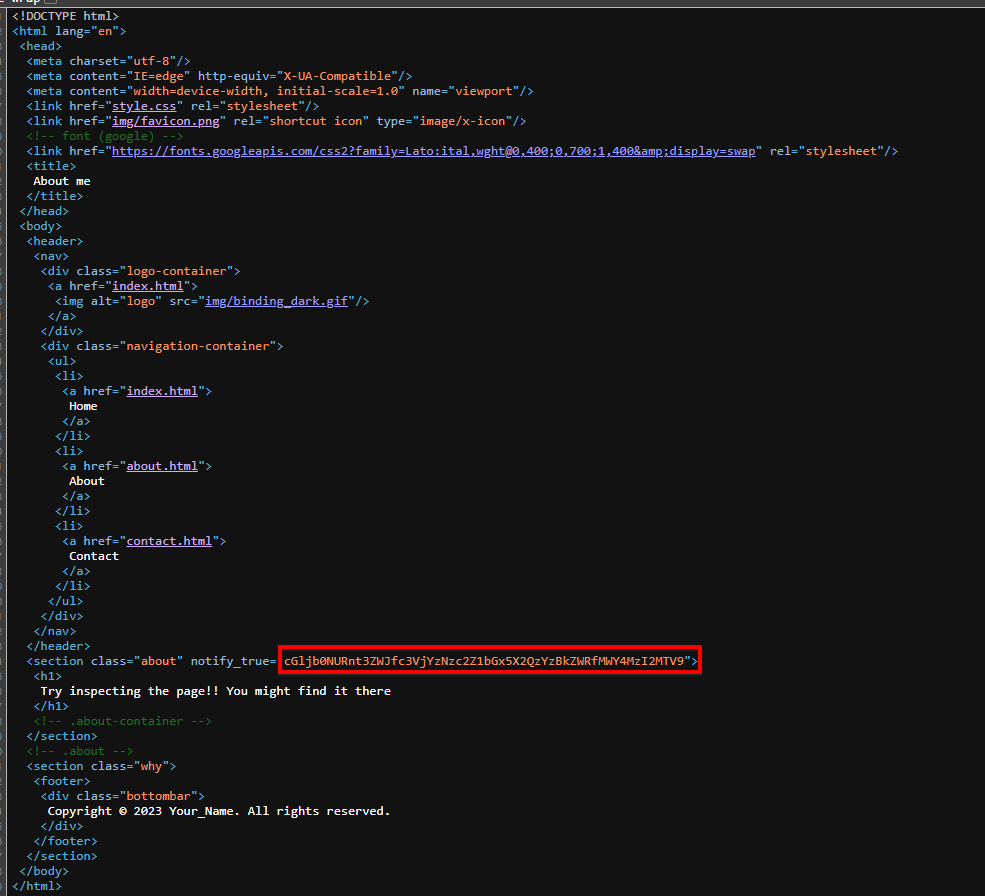 <!DOCTYPE html>
<html lang="en">
<head>
<meta charset="utf-8"/>
<meta content="IE=edge" http-equiv="X-UA-Compatible"/>
<meta content="width=device-width, initial-scale=1.0" name="viewport"/>
<link href="style.css" rel="stylesheet"/>
<link href="img/favicon.png" rel="shortcut icon" type="image/x-icon"/>
<!-- font (google) -->
<link href="https://fonts.googleapis.com/css2?family=Lato:ital,wght@0,400;0,700;1,400&amp;display=swap" rel="stylesheet"/>
<title>
About me
</title>
</head>
<body>
<header>
<nav>
<div class="logo-container">
<a href="index.html">
<img alt="logo" src="img/binding_dark.gif"/>
</a>
</div>
<div class="navigation-container">
<ul>
<li>
<a href="index.html">
Home
</a>
</li>
<li>
<a href="about.html">
About
</a>
</li>
<li>
<a href="contact.html">
Contact
</a>
</li>
</ul>
</div>
</nav>
</header>
<section class="about" notify_true= cGljb0NURnt3ZWJfc3VjYzNzc2Z1bGx5X2QzYzBkZWRfMWY4MzI2MTV9">
<h1>
Try inspecting the page!! You might find it there
</h1>
<!-- .about-container -->
</section>
<!-- .about -->
<section class="why">
<footer>
<div class="bottombar">
Copyright © 2023 Your_Name. All rights reserved.
</div>
</footer>
</section>
</body>
</html>